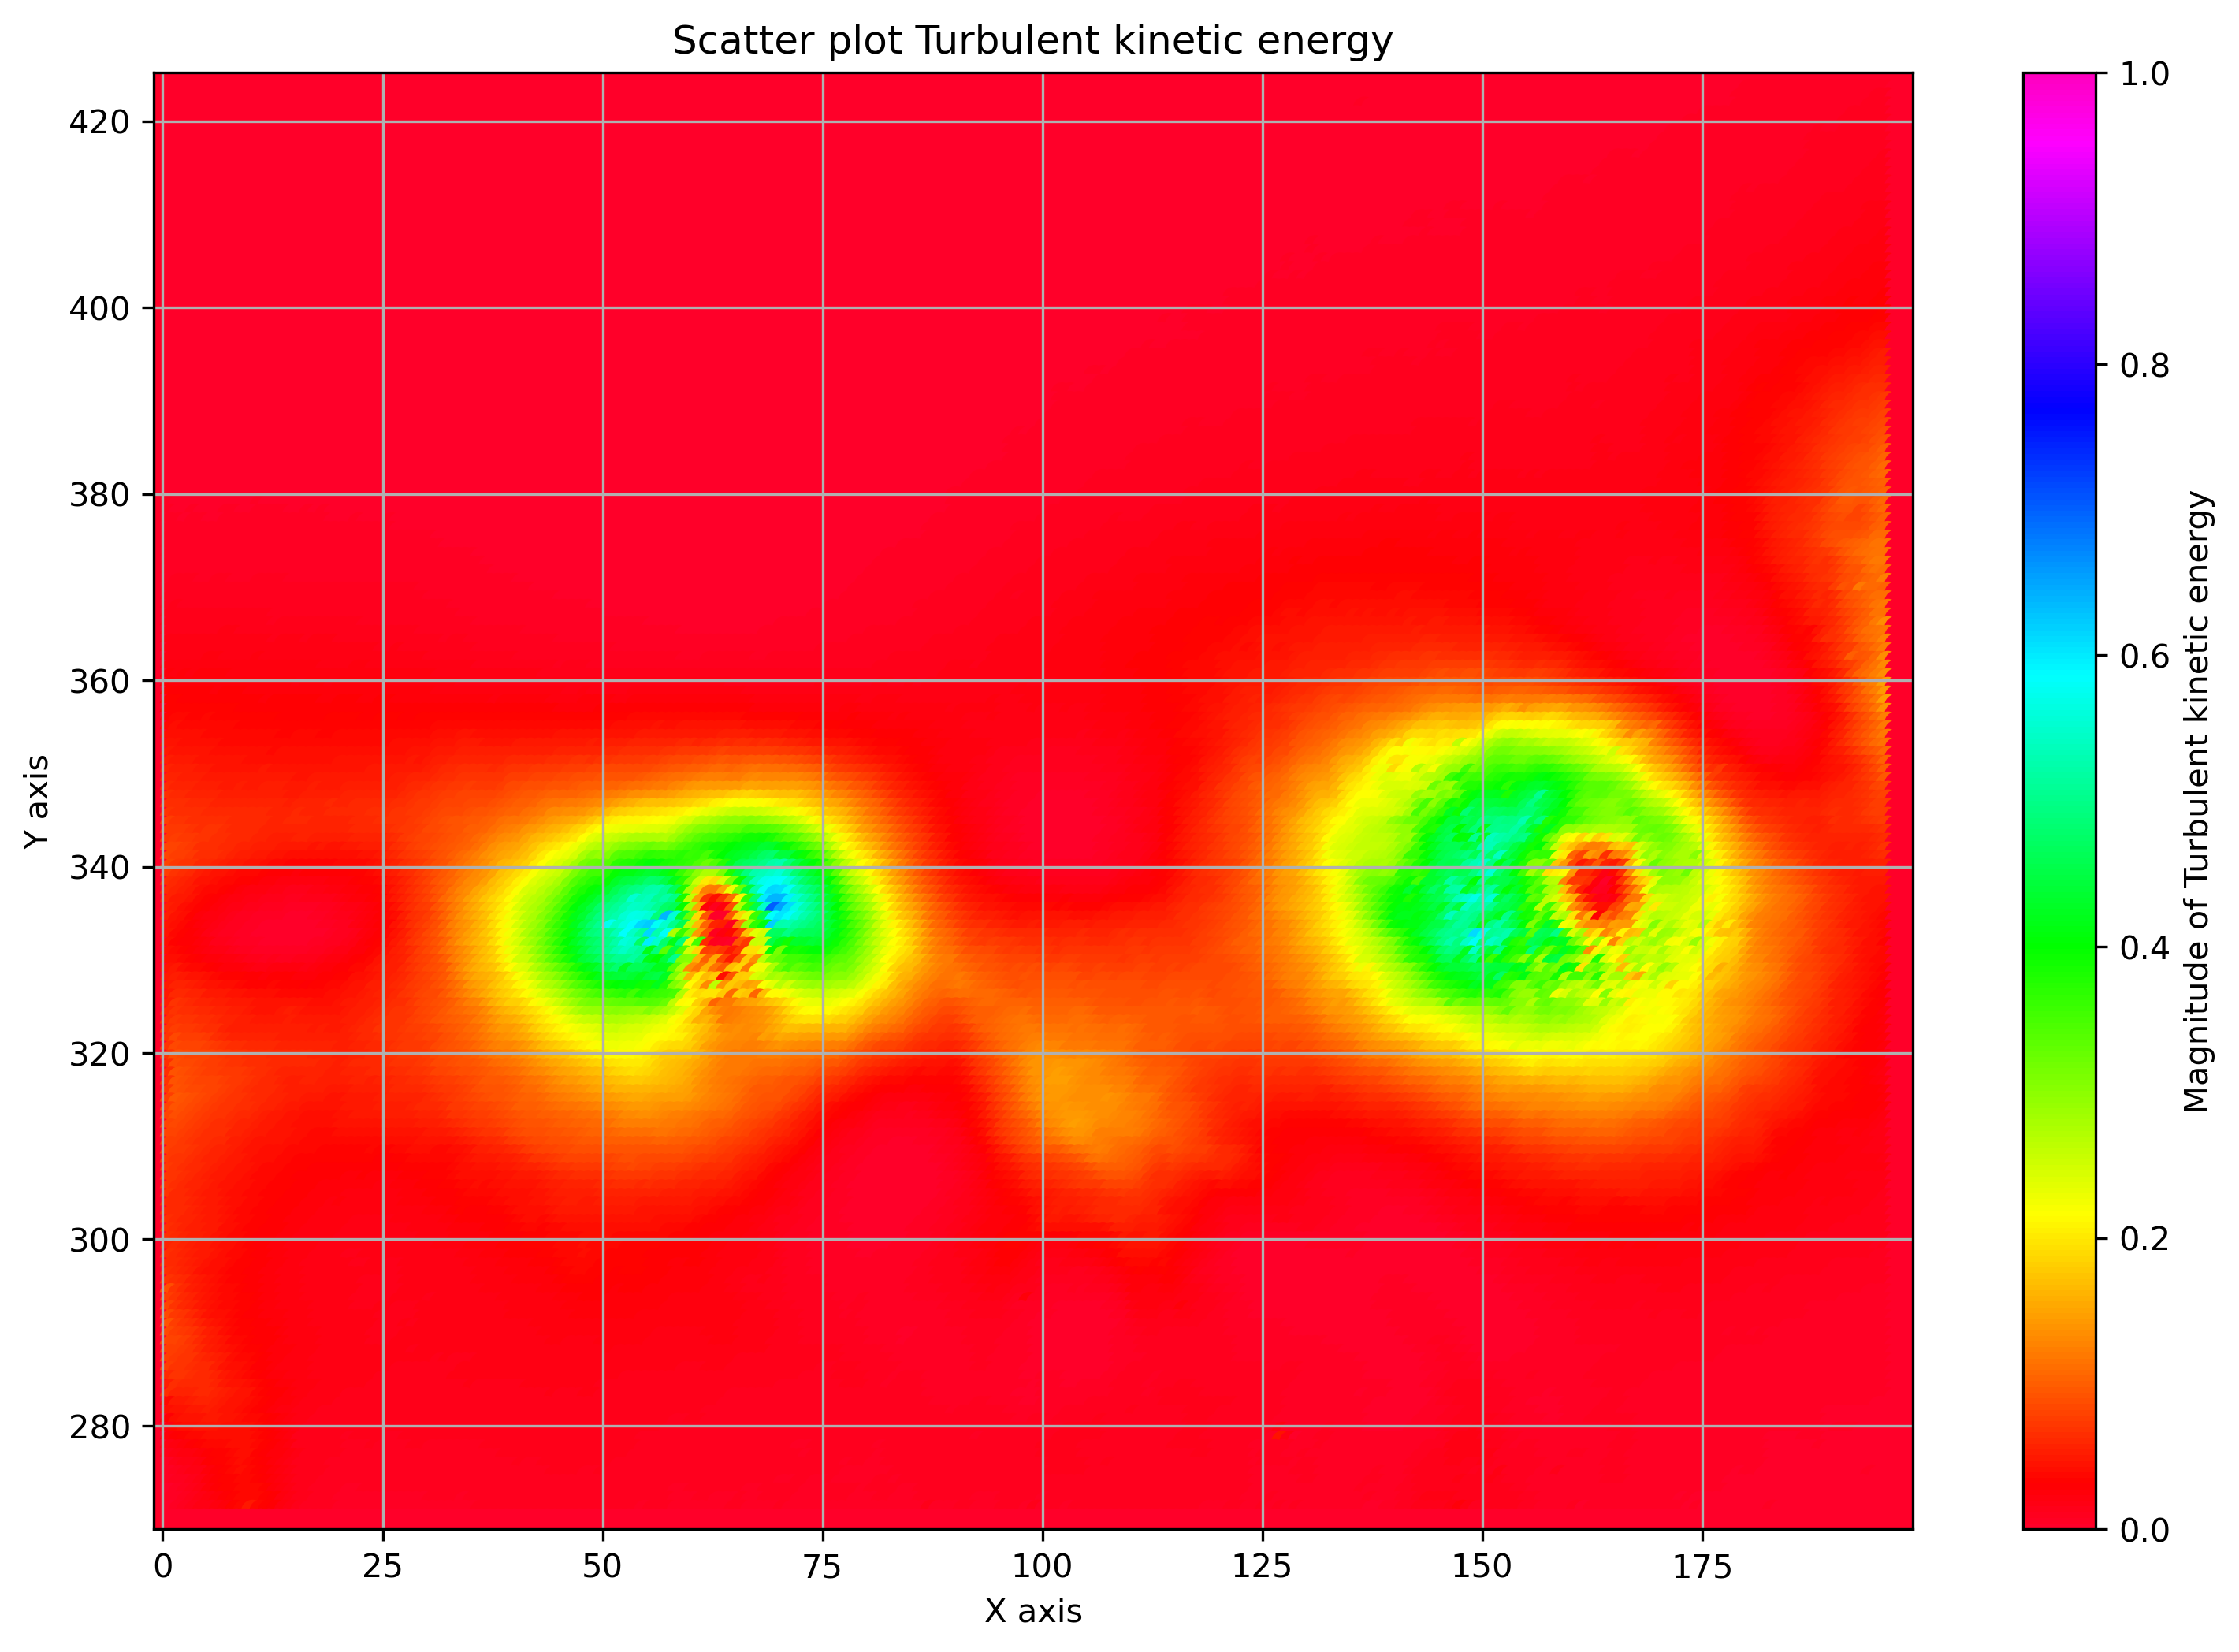 Scatter plot Turbulent kinetic energy
420
400
380
360
340
320
300
280
Y axis
0 25 50 75 100 125 150 175
X axis
1.0
0.8
0.6
0.4
0.2
0.0
Magnitude of Turbulent kinetic energy